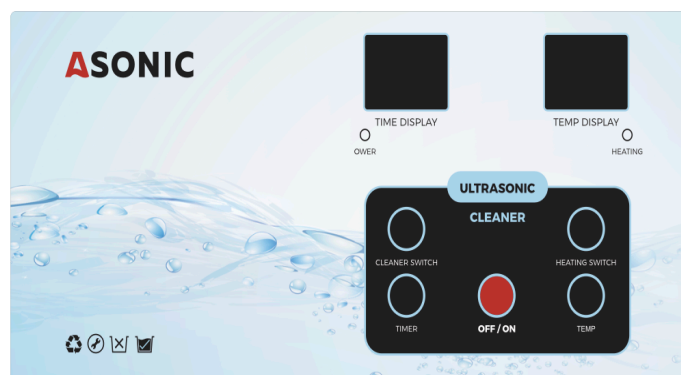 ASONIC
TIME DISPLAY
TEMP DISPLAY
OWER
HEATING
ULTRASONIC
CLEANER
CLEANER SWITCH
HEATING SWITCH
TIMER
OFF / ON
TEMP